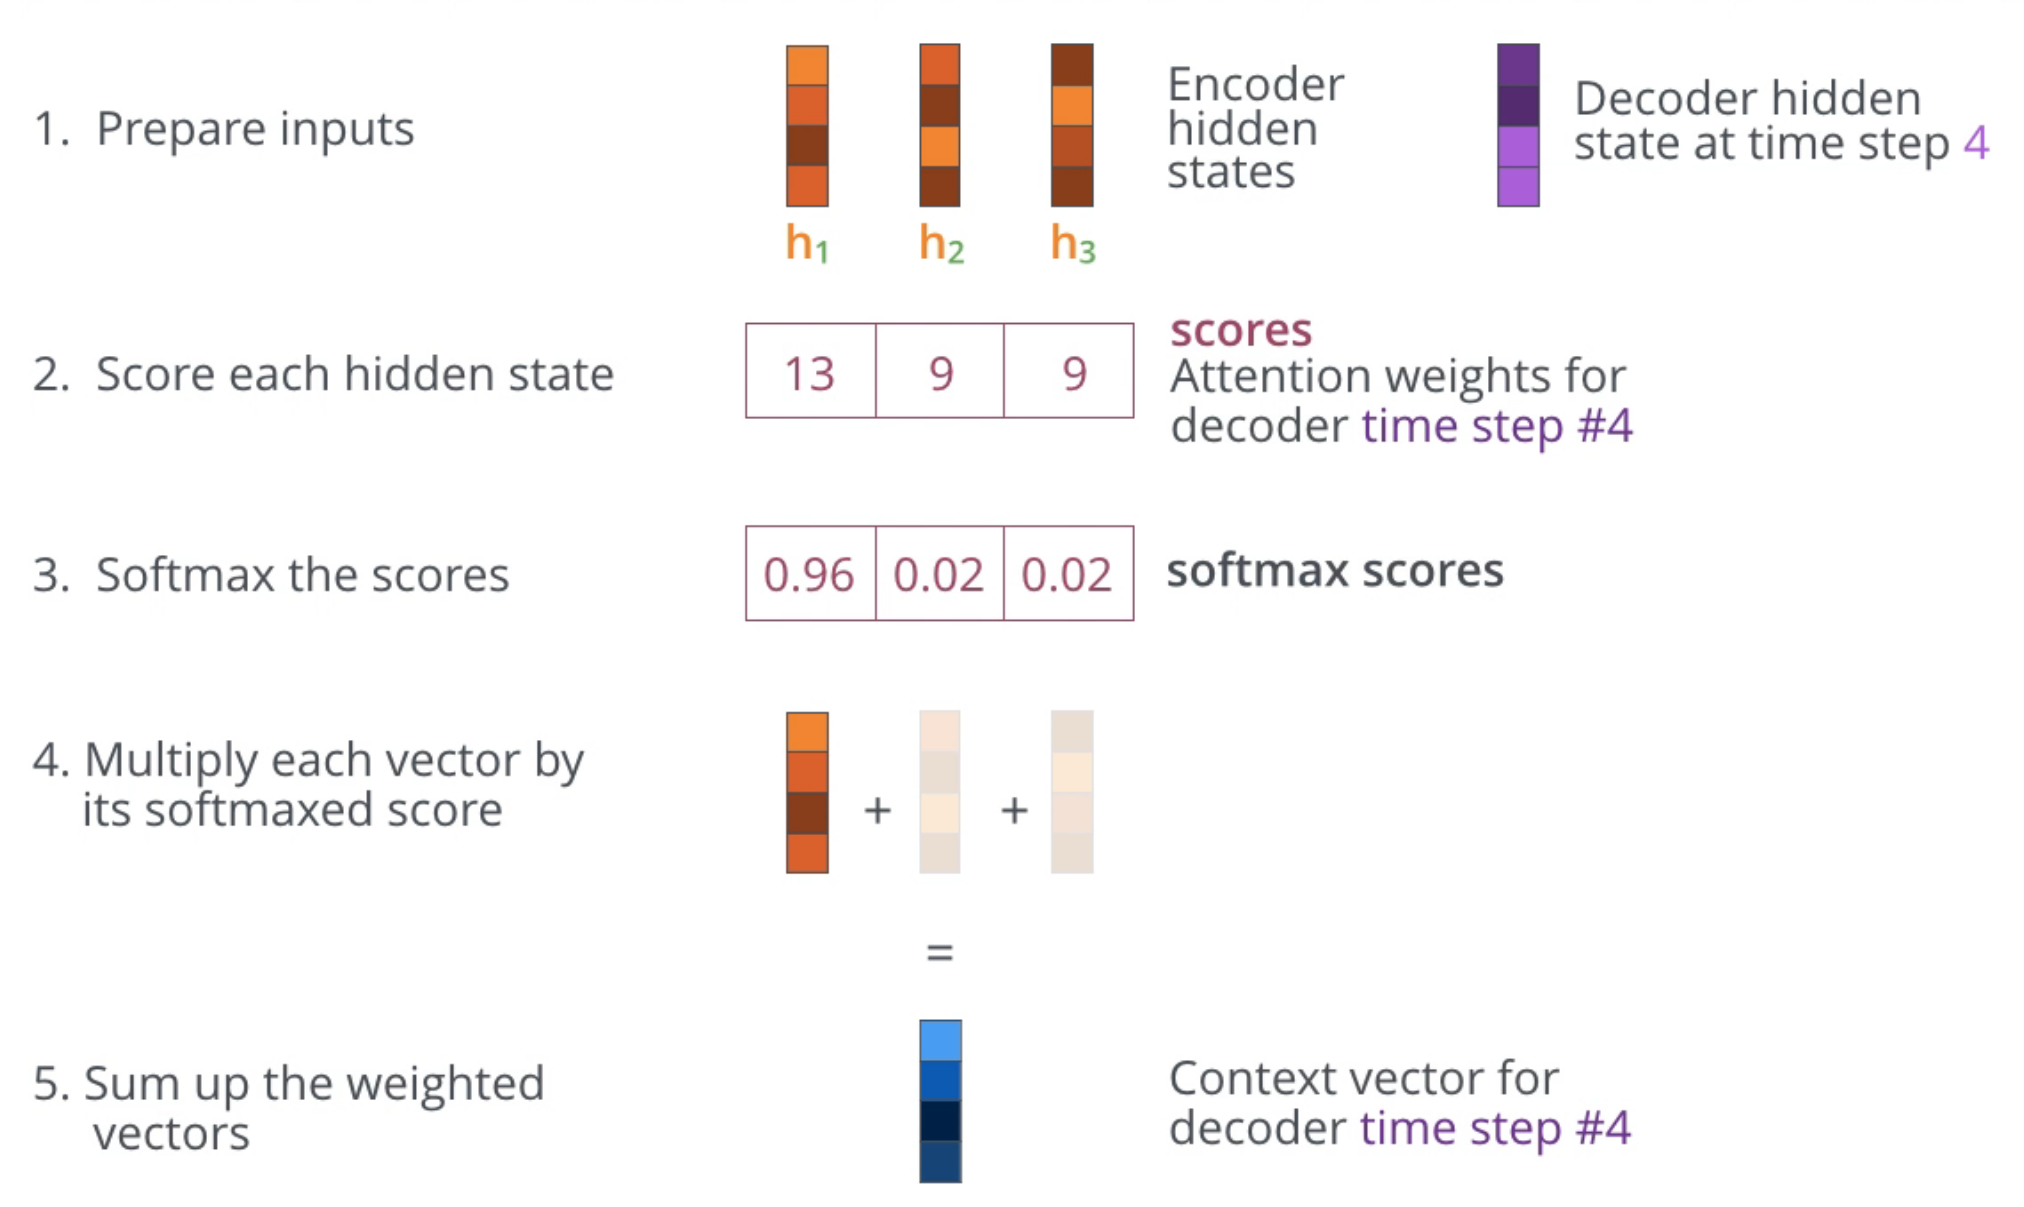 1. Prepare inputs
h1 h2 h3
Encoder
hidden
states
Decoder hidden
state at time step 4
2. Score each hidden state
13 9 9
scores
Attention weights for
decoder time step #4
3. Softmax the scores
0.96 0.02 0.02
softmax scores
4. Multiply each vector by
its softmaxed score
+ +
=
5. Sum up the weighted
vectors
Context vector for
decoder time step #4